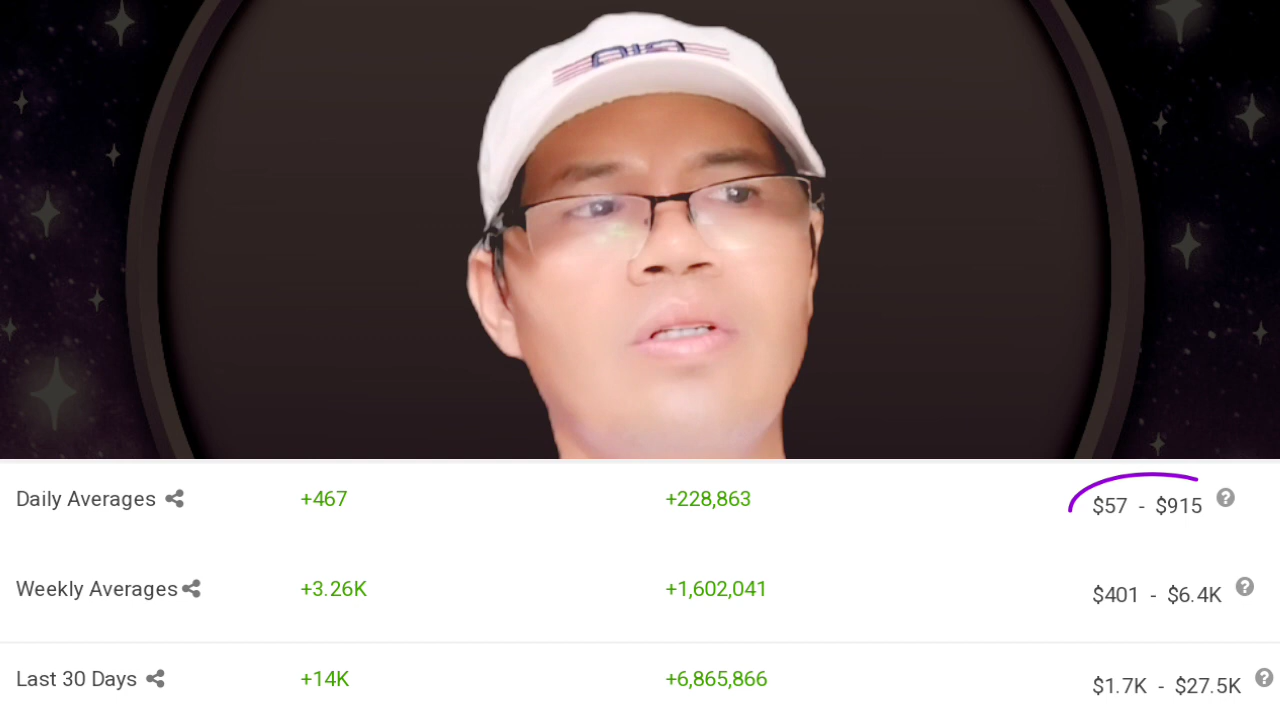 Daily Averages +467 +228,863 $57 - $915
Weekly Averages +3.26K +1,602,041 $401 - $6.4K
Last 30 Days +14K +6,865,866 $1.7K - $27.5K